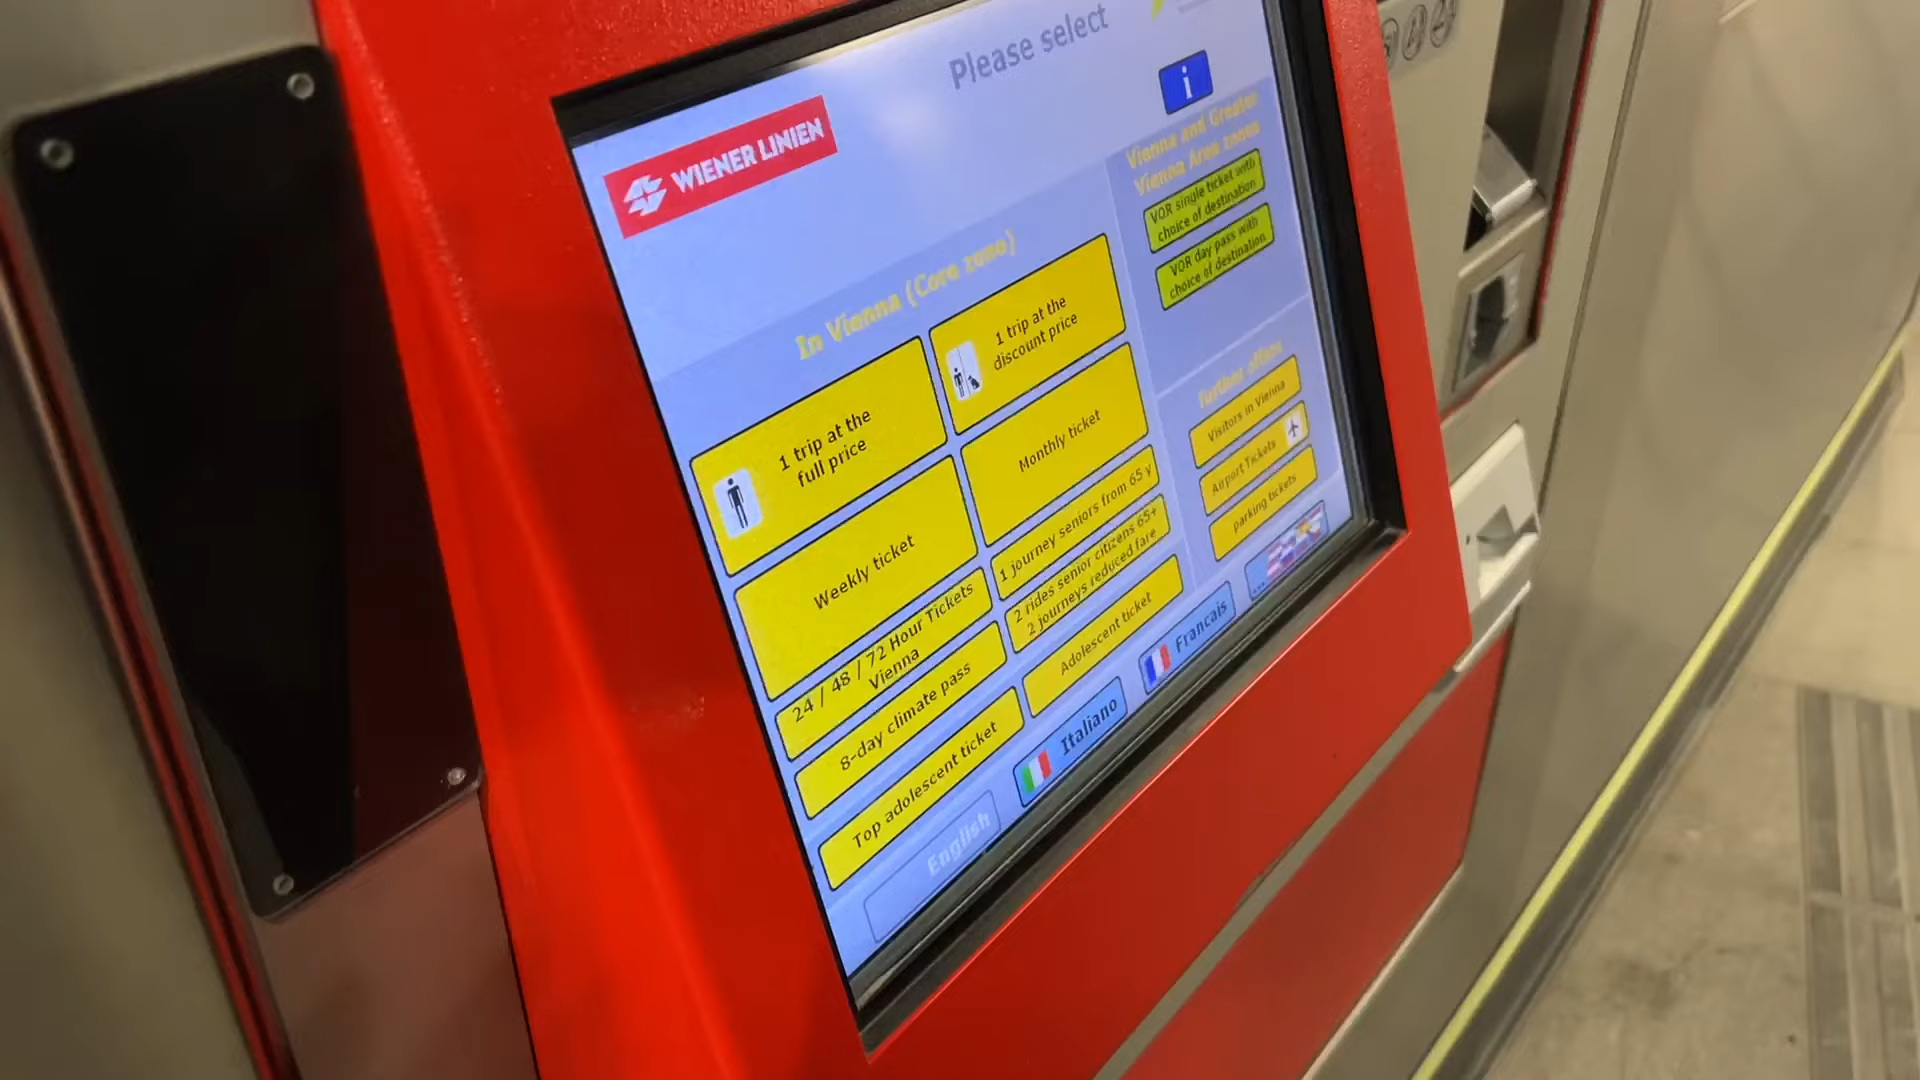 Please select
WIENER LINIEN
i
In Vienna (Core zone)
1 trip at the
full price
1 trip at the
discount price
Weekly ticket
Monthly ticket
24 / 48 / 72 Hour Tickets
Vienna
1 journey seniors from 65 y
8-day climate pass
2 rides senior citizens 65+
2 journeys reduced fare
Top adolescent ticket
Adolescent ticket
Vienna and Greater
Vienna Area zones
VOR single ticket with
choice of destination
VOR day pass with
choice of destination
further offers
Visitors in Vienna
Airport Tickets
parking tickets
English
Italiano
Francais
...